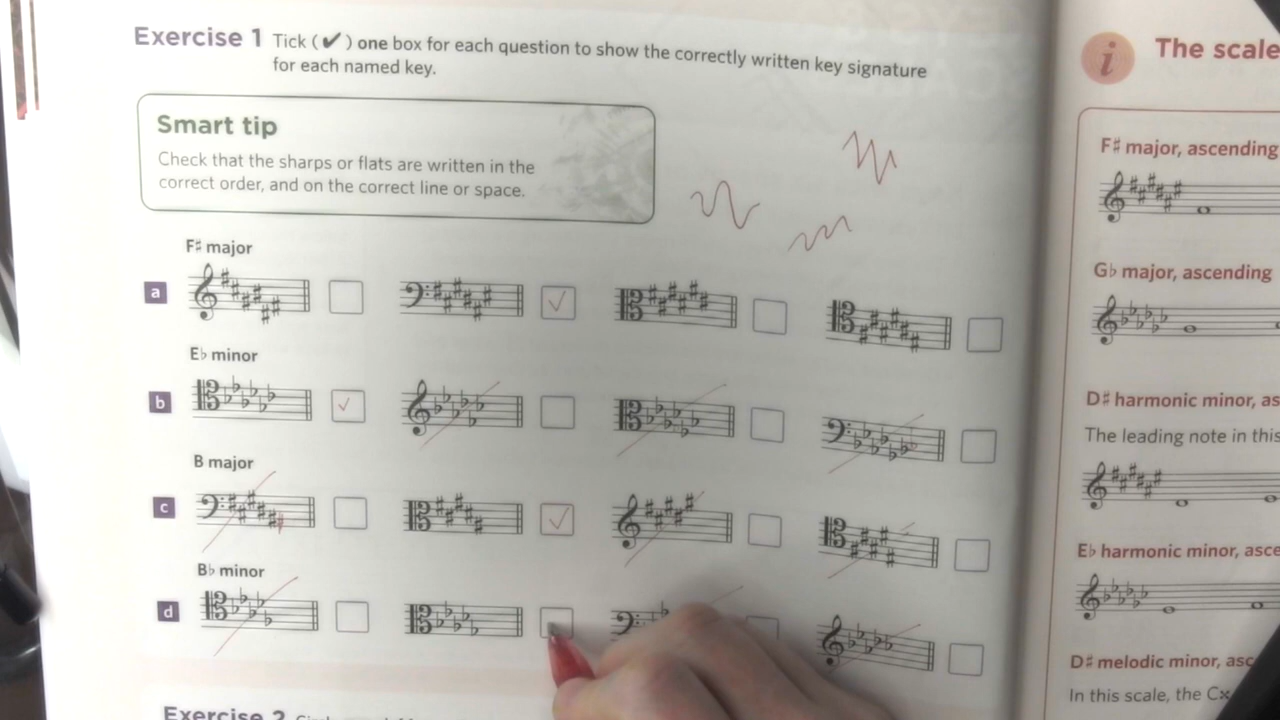 Exercise 1 Tick (✔) one box for each question to show the correctly written key signature
for each named key.
Smart tip
Check that the sharps or flats are written in the
correct order, and on the correct line or space.
F♯ major
a
E♭ minor
b
B major
c
B♭ minor
d
Exercise 2
i The scale
F♯ major, ascending
G♭ major, ascending
D♯ harmonic minor, as
The leading note in this
E♭ harmonic minor, asce
D♯ melodic minor, asc
In this scale, the C𝄪